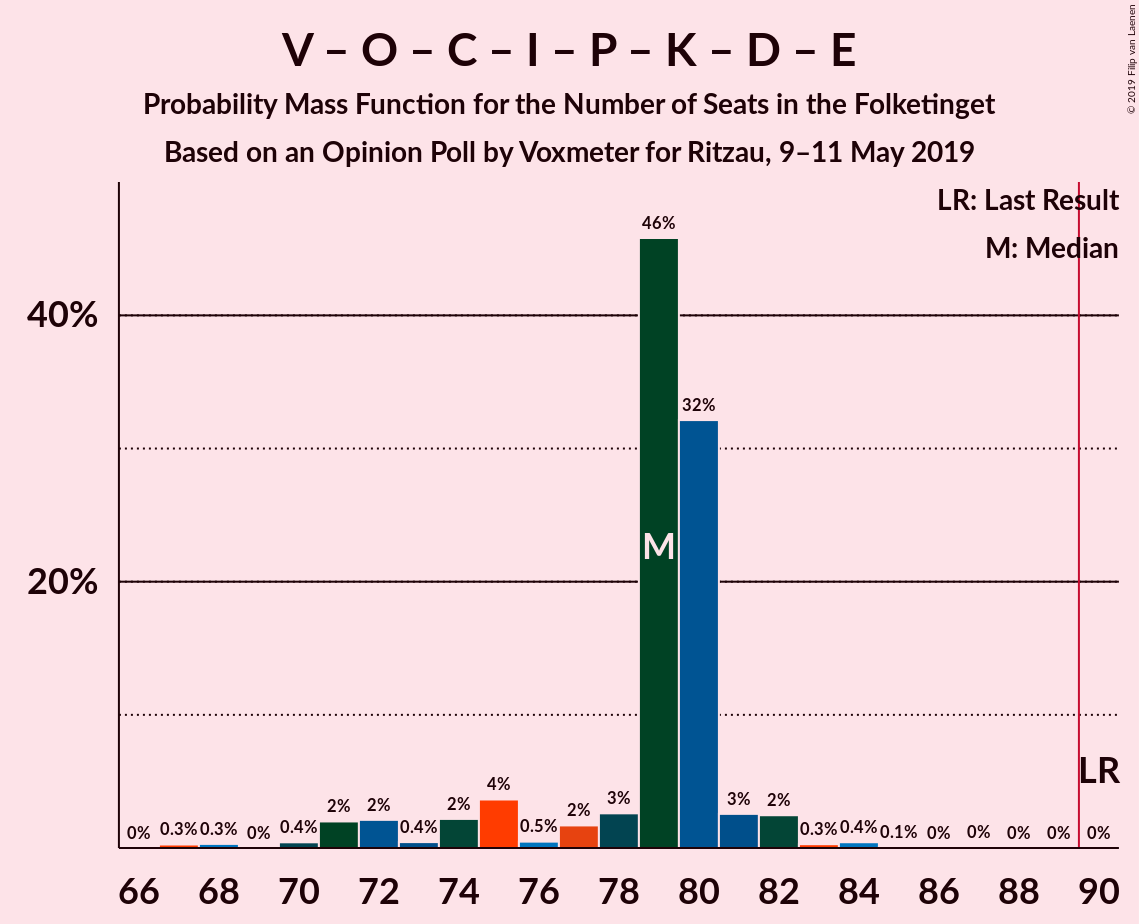 V – O – C – I – P – K – D – E
Probability Mass Function for the Number of Seats in the Folketinget
Based on an Opinion Poll by Voxmeter for Ritzau, 9–11 May 2019
© 2019 Filip van Laenen
LR: Last Result
M: Median
46%
40%
32%
M
20%
LR
0% 0.3% 0.3% 0% 0.4% 2% 2% 0.4% 2% 4% 0.5% 2% 3% 3% 2% 0.3% 0.4% 0.1% 0% 0% 0% 0% 0%
66 68 70 72 74 76 78 80 82 84 86 88 90